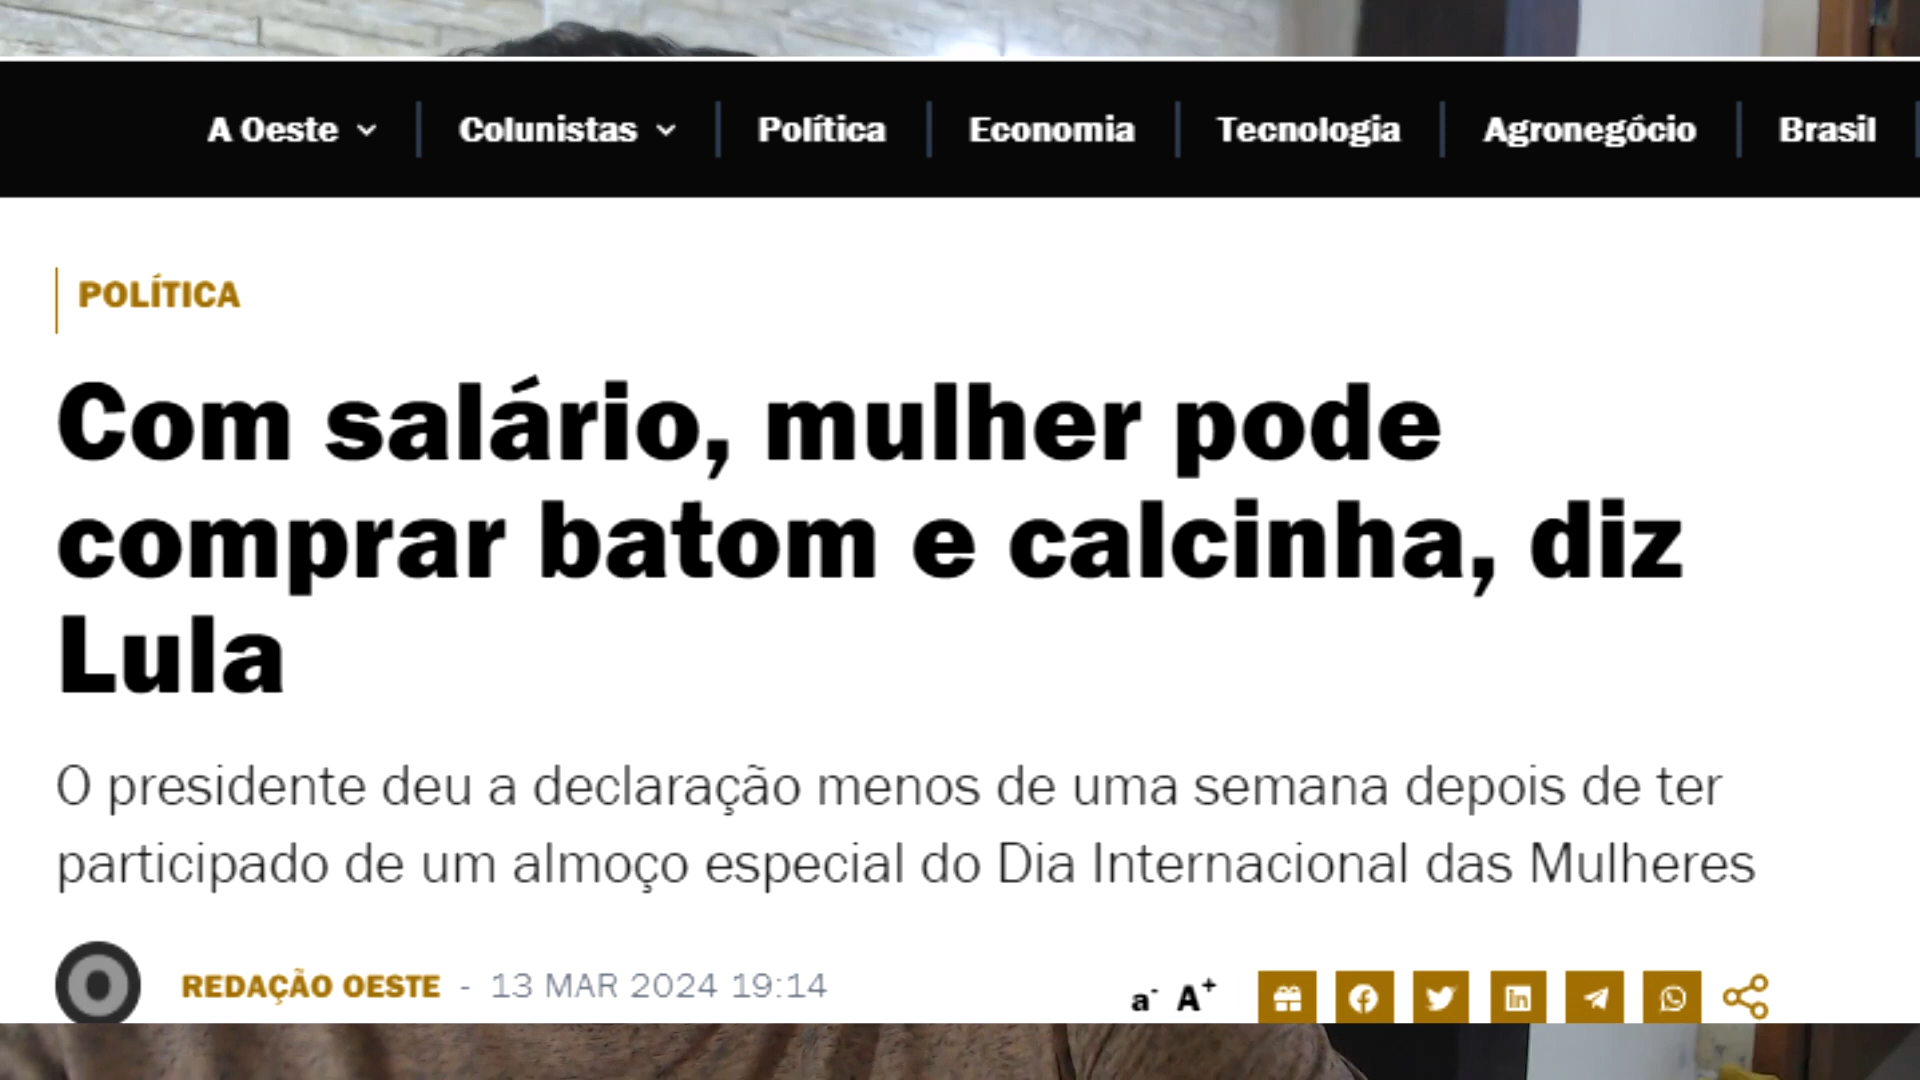 A Oeste Colunistas Política Economia Tecnologia Agronegócio Brasil
POLÍTICA
Com salário, mulher pode
comprar batom e calcinha, diz
Lula
O presidente deu a declaração menos de uma semana depois de ter
participado de um almoço especial do Dia Internacional das Mulheres
REDAÇÃO OESTE - 13 MAR 2024 19:14
a- A+